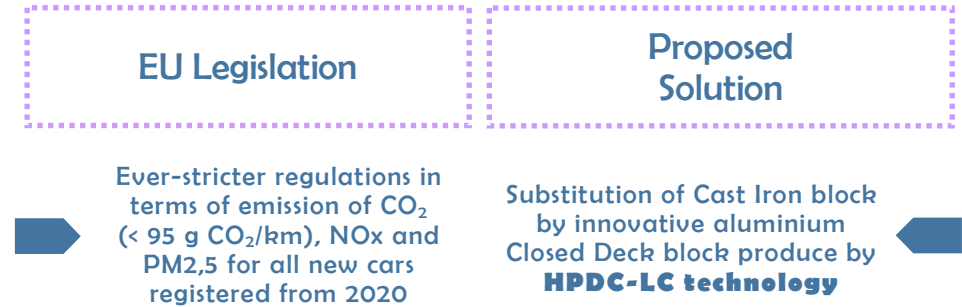 EU Legislation
Proposed
Solution
Ever-stricter regulations in
terms of emission of CO₂
(< 95 g CO₂/km), NOx and
PM2,5 for all new cars
registered from 2020
Substitution of Cast Iron block
by innovative aluminium
Closed Deck block produce by
HPDC-LC technology